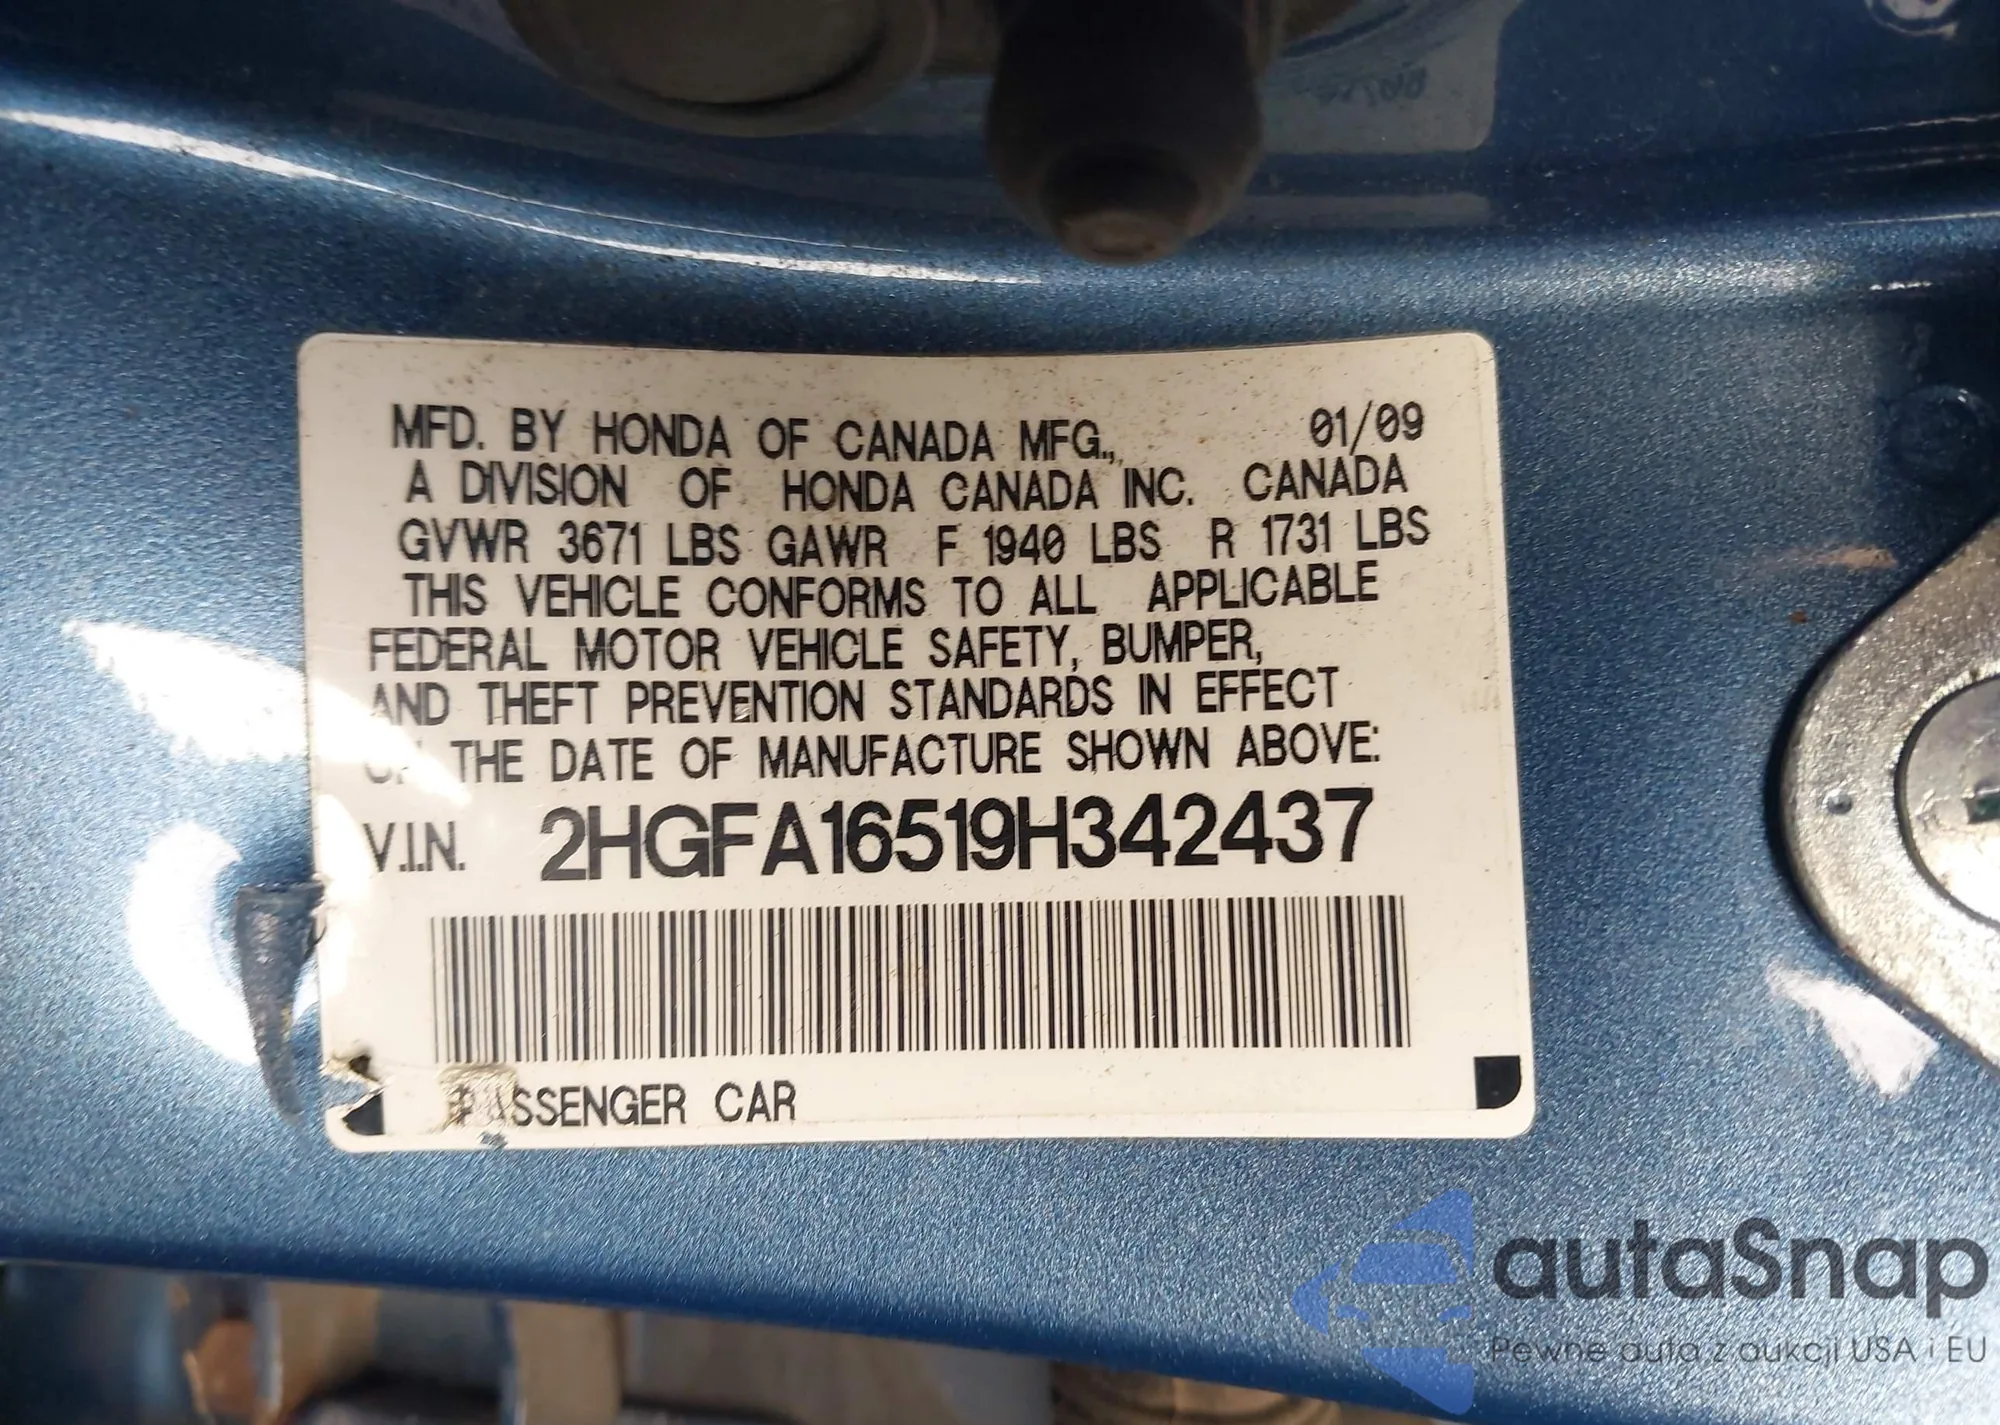 MFD. BY HONDA OF CANADA MFG., 01/09
A DIVISION OF HONDA CANADA INC. CANADA
GVWR 3671 LBS GAWR F 1940 LBS R 1731 LBS
THIS VEHICLE CONFORMS TO ALL APPLICABLE
FEDERAL MOTOR VEHICLE SAFETY, BUMPER,
AND THEFT PREVENTION STANDARDS IN EFFECT
ON THE DATE OF MANUFACTURE SHOWN ABOVE:
V.I.N. 2HGFA16519H342437
PASSENGER CAR
autaSnap
Pewne auta z aukcji USA i EU